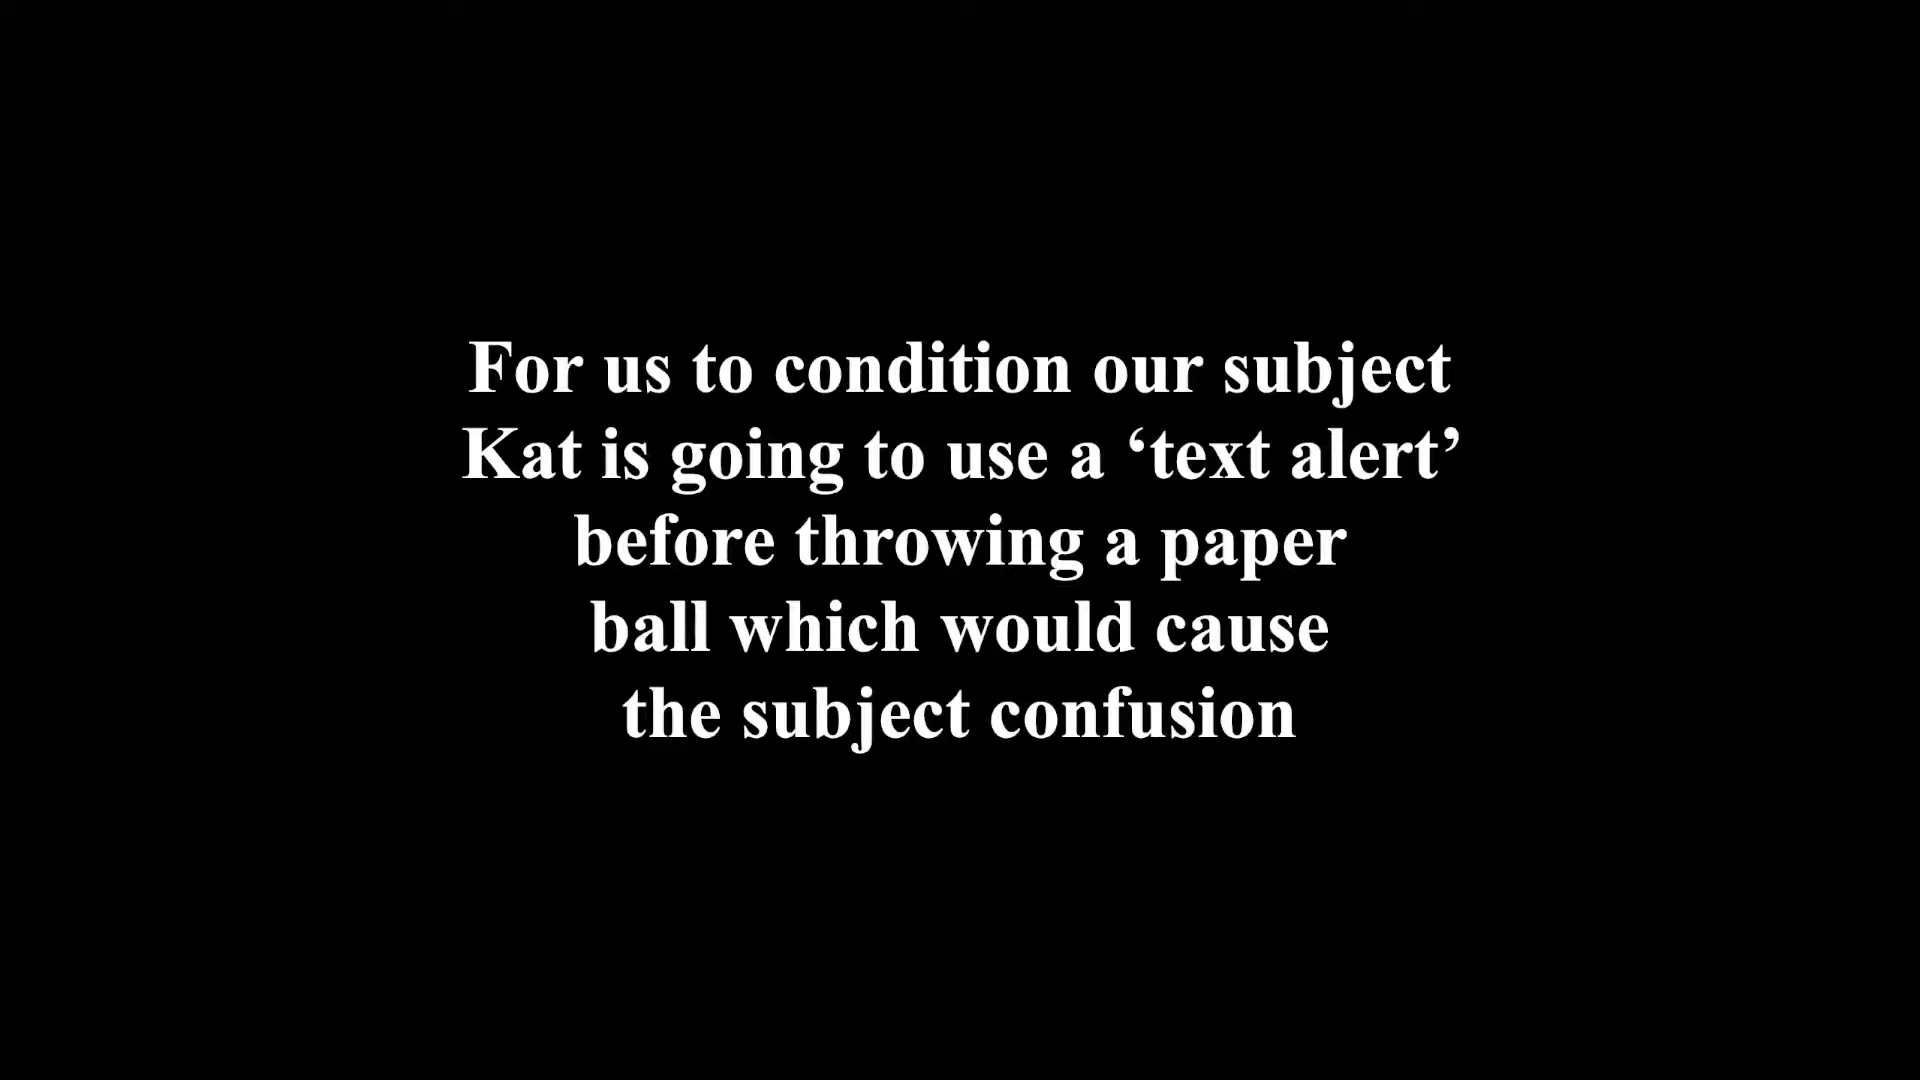 For us to condition our subject
Kat is going to use a ‘text alert’
before throwing a paper
ball which would cause
the subject confusion